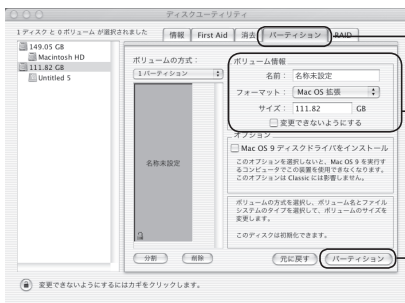 ディスクユーティリティ
1 ディスク と 0 ボリューム が選択されました
149.05 GB
Macintosh HD
111.82 GB
Untitled 5
情報
First Aid
消去
パーティション
RAID
ボリュームの方式：
1 パーティション
名称未設定
分割
削除
ボリューム情報
名前： 名称未設定
フォーマット： Mac OS 拡張
サイズ： 111.82 GB
変更できないようにする
オプション
Mac OS 9 ディスクドライバをインストール
このオプションを選択しないと、Mac OS 9 を実行す
るコンピュータでこの装置を使用できなくなります。
このオプションは Classic には影響しません。
ボリュームの方式を選択し、ボリューム名とファイル
システムのタイプを選択して、ボリュームのサイズを
変更します。
このディスクは初期化できます。
元に戻す
パーティション
変更できないようにするにはカギをクリックします。